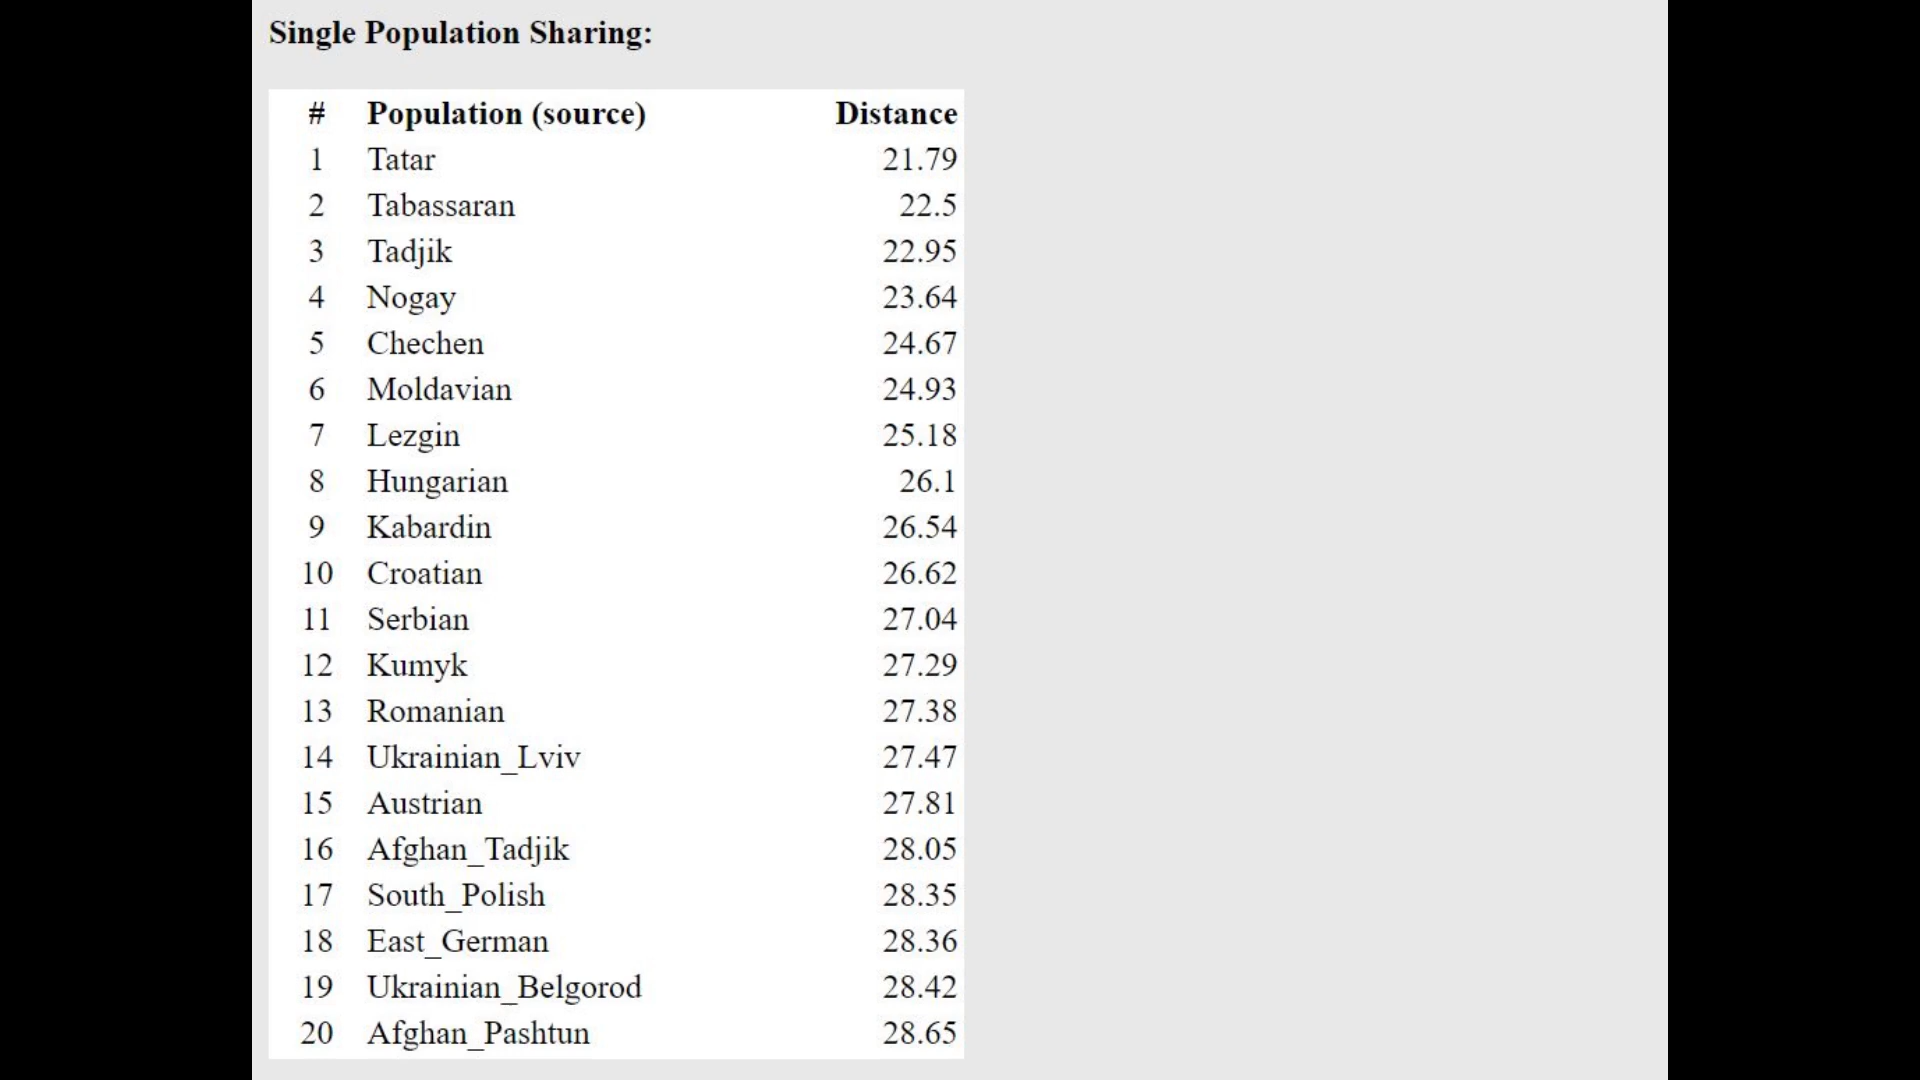 Single Population Sharing:
# Population (source) Distance
1 Tatar 21.79
2 Tabassaran 22.5
3 Tadjik 22.95
4 Nogay 23.64
5 Chechen 24.67
6 Moldavian 24.93
7 Lezgin 25.18
8 Hungarian 26.1
9 Kabardin 26.54
10 Croatian 26.62
11 Serbian 27.04
12 Kumyk 27.29
13 Romanian 27.38
14 Ukrainian_Lviv 27.47
15 Austrian 27.81
16 Afghan_Tadjik 28.05
17 South_Polish 28.35
18 East_German 28.36
19 Ukrainian_Belgorod 28.42
20 Afghan_Pashtun 28.65